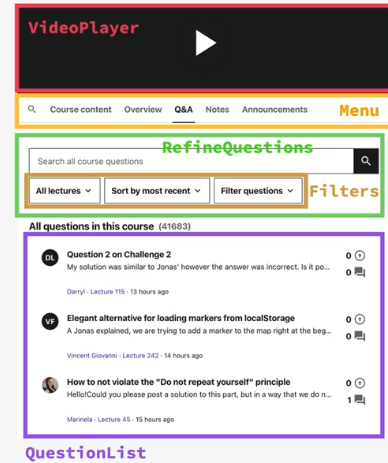 VideoPlayer
Course content Overview Q&A Notes Announcements Menu
RefineQuestions
Search all course questions
All lectures Sort by most recent Filter questions Filters
All questions in this course (41683)
DL Question 2 on Challenge 2 0
My solution was similar to Jonas' however the answer was incorrect. Is it po... 0
Darryl · Lecture 115 · 13 hours ago
VF Elegant alternative for loading markers from localStorage 0
A Jonas explained, we are trying to add a marker to the map right at the beg... 0
Vincent Giovanni · Lecture 242 · 14 hours ago
How to not violate the "Do not repeat yourself" principle 0
Hello!Could you please post a solution to this part, but in a way that we do n... 1
Marinela · Lecture 45 · 15 hours ago
QuestionList